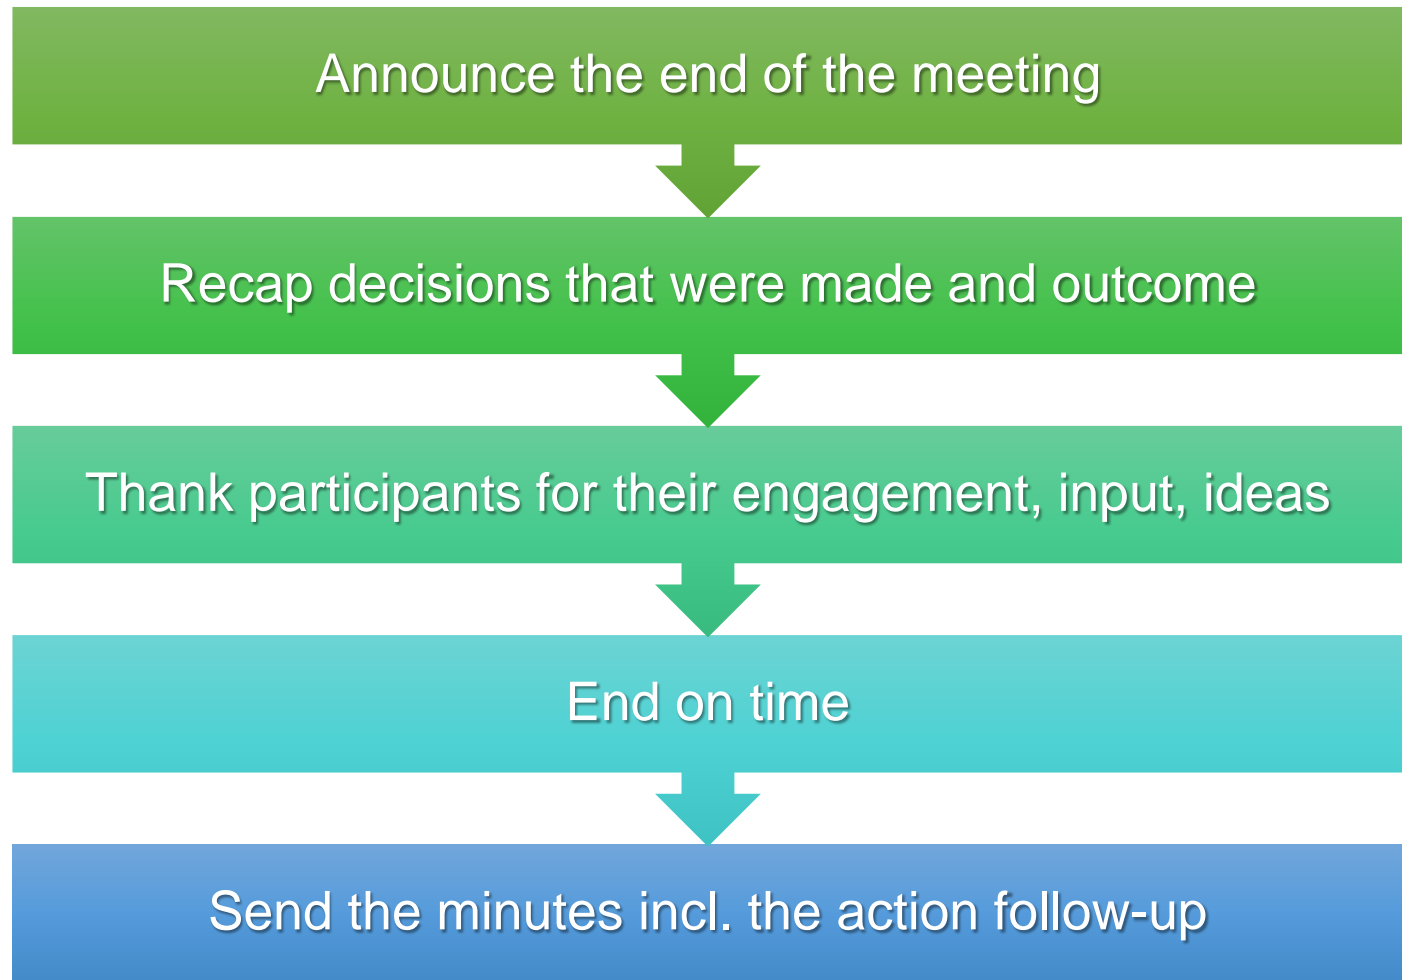 Announce the end of the meeting
Recap decisions that were made and outcome
Thank participants for their engagement, input, ideas
End on time
Send the minutes incl. the action follow-up